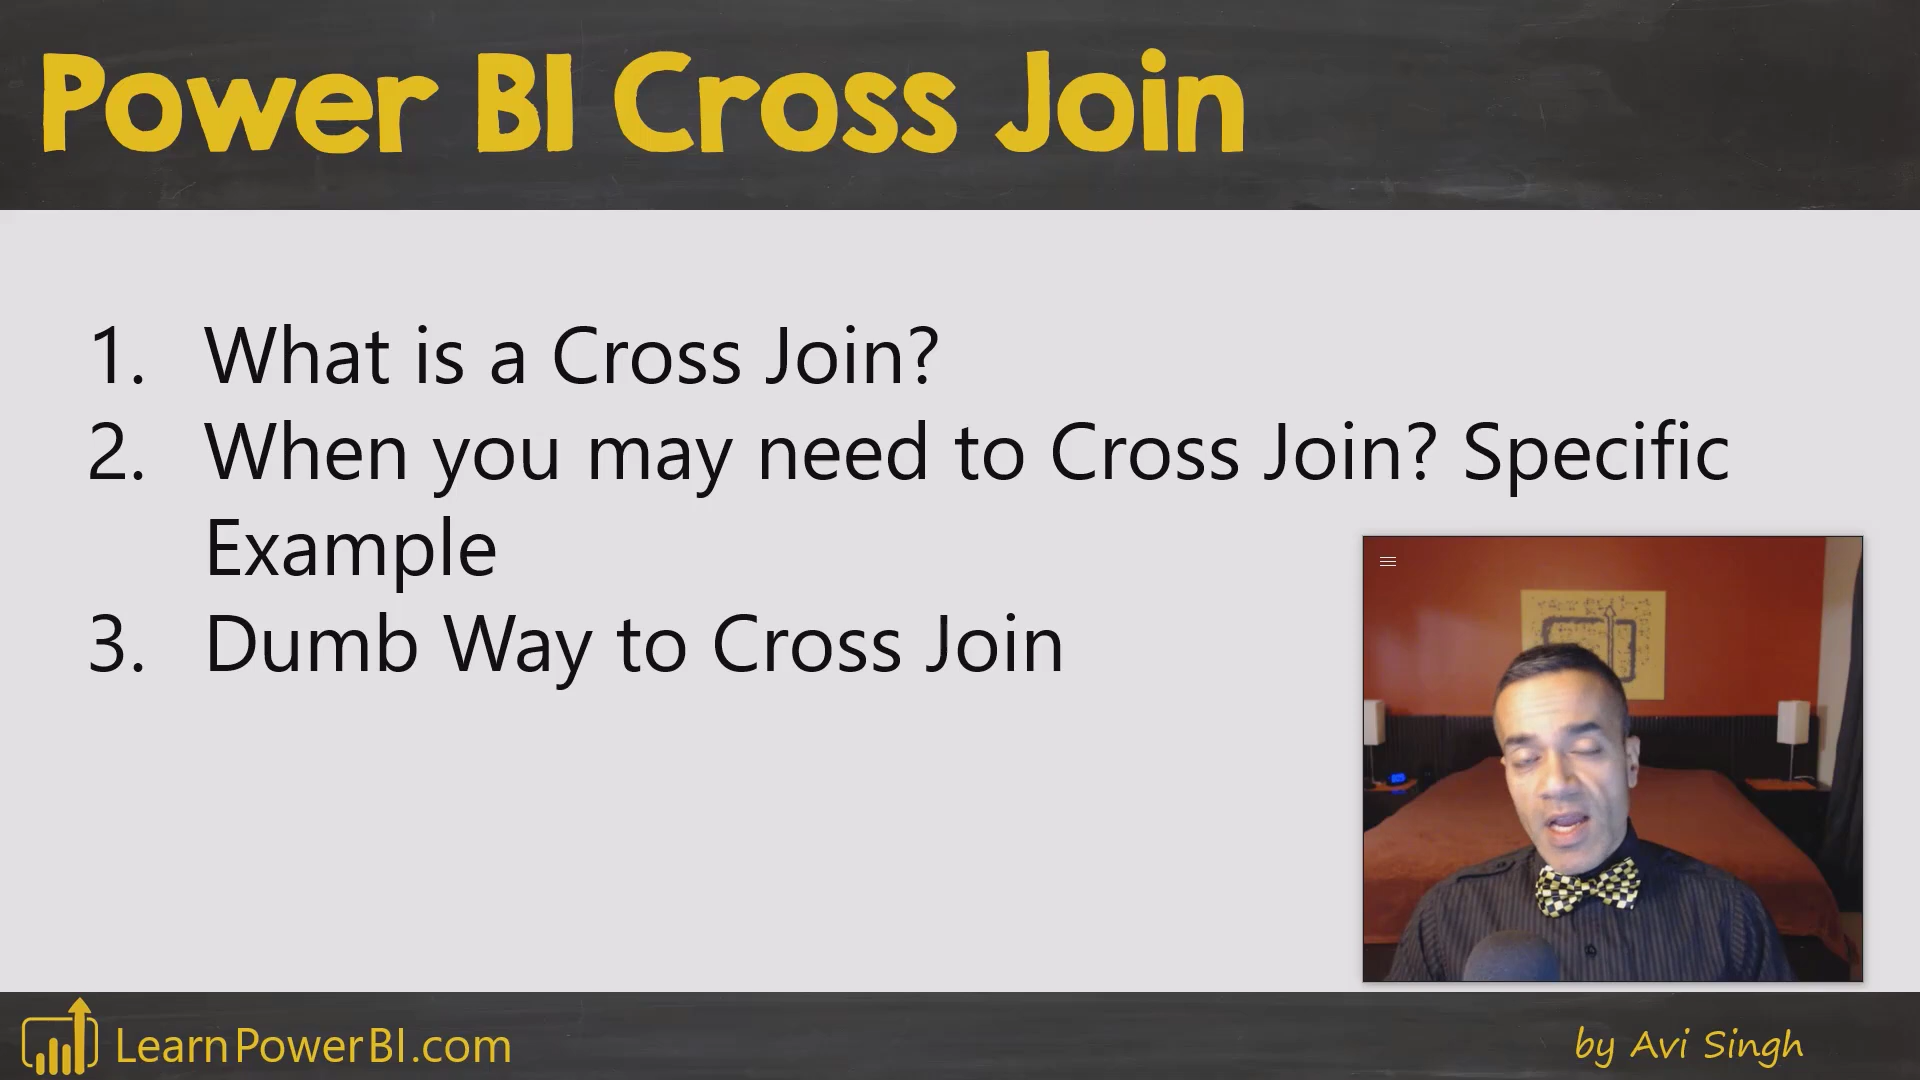 Power BI Cross Join
1. What is a Cross Join?
2. When you may need to Cross Join? Specific
Example
3. Dumb Way to Cross Join
LearnPowerBI.com
by Avi Singh